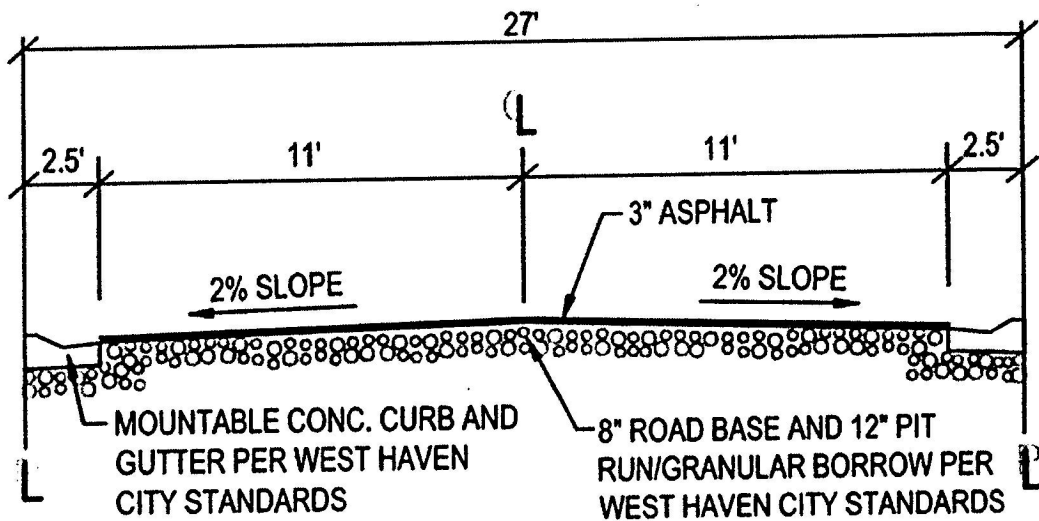 27'
℄
2.5'
11'
11'
2.5'
3" ASPHALT
2% SLOPE
2% SLOPE
MOUNTABLE CONC. CURB AND
GUTTER PER WEST HAVEN
CITY STANDARDS
8" ROAD BASE AND 12" PIT
RUN/GRANULAR BORROW PER
WEST HAVEN CITY STANDARDS
L